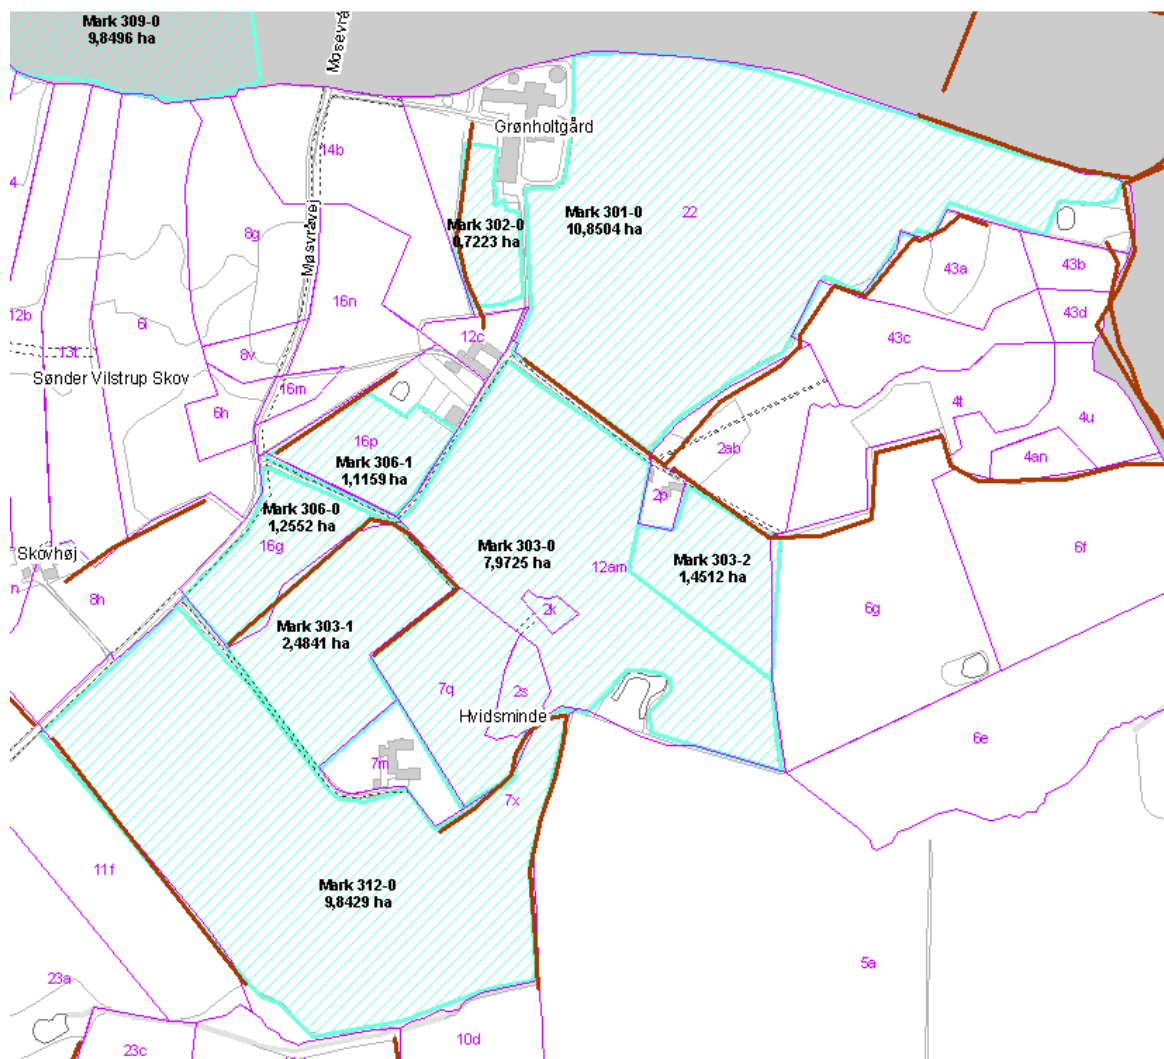 Mark 309-0
9,8496 ha
Mosevrå
Grønholtgård
14b
4
Mark 302-0
0,7223 ha
Mark 301-0
10,8504 ha
22
8g
Møsvråvej
43a
43b
16n
43d
12b
6i
12c
43c
13t
8v
Sønder Vilstrup Skov
16m
6h
4t
4u
16p
2ab
4an
Mark 306-1
1,1159 ha
2p
Mark 306-0
1,2552 ha
16g
Mark 303-0
7,9725 ha
Skovhøj
12am
Mark 303-2
1,4512 ha
6f
8h
2k
6g
Mark 303-1
2,4841 ha
7q
2s
Hvidsminde
6e
7m
7x
11f
Mark 312-0
9,8429 ha
5a
23a
10d
23c